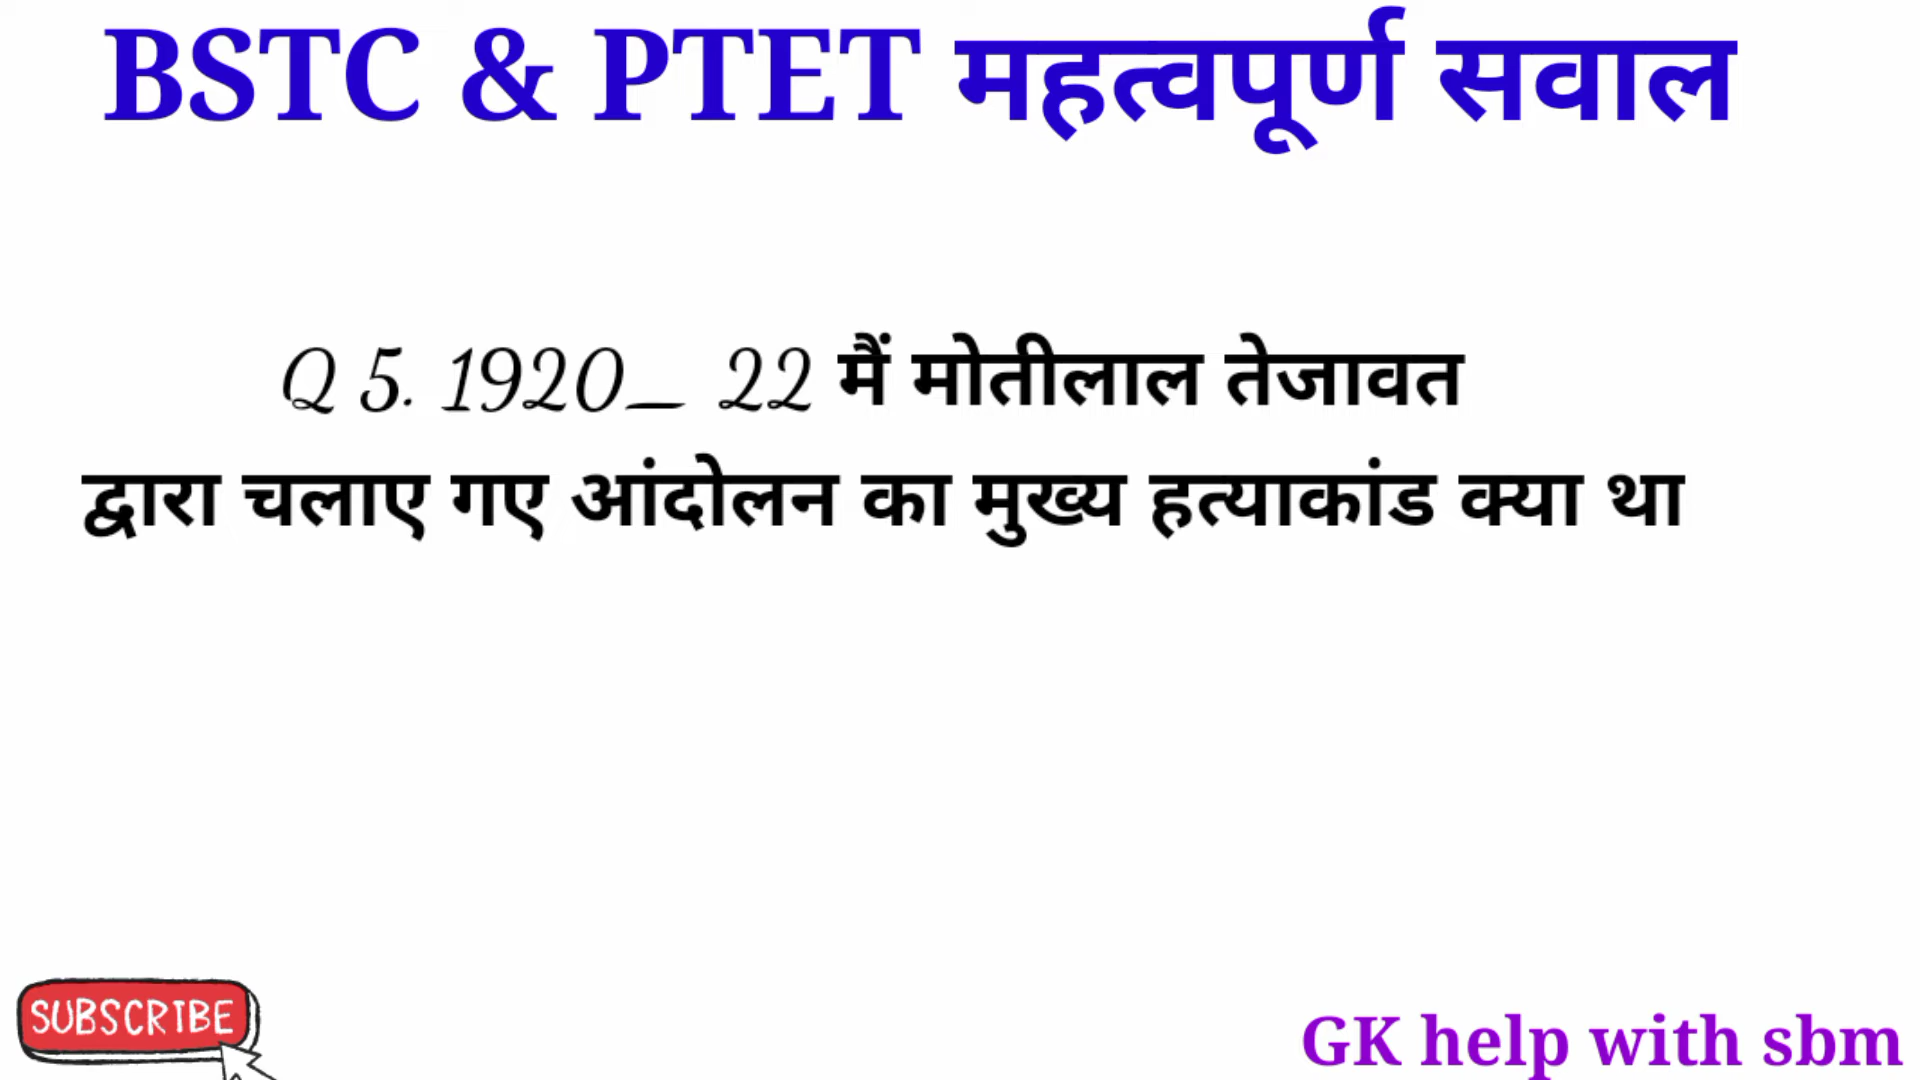 BSTC & PTET महत्वपूर्ण सवाल
Q 5. 1920_ 22 मैं मोतीलाल तेजावत
द्वारा चलाए गए आंदोलन का मुख्य हत्याकांड क्या था
SUBSCRIBE
GK help with sbm